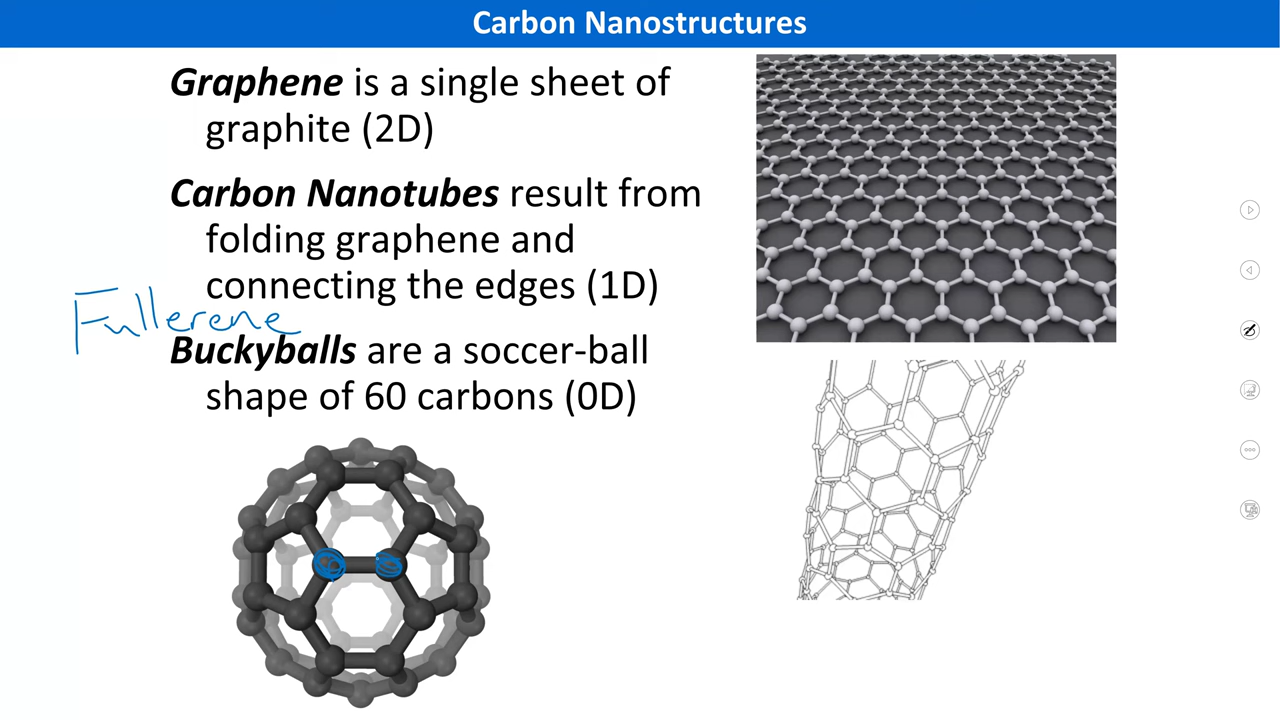 Carbon Nanostructures
Graphene is a single sheet of
graphite (2D)
Carbon Nanotubes result from
folding graphene and
connecting the edges (1D)
Fullerene
Buckyballs are a soccer-ball
shape of 60 carbons (0D)